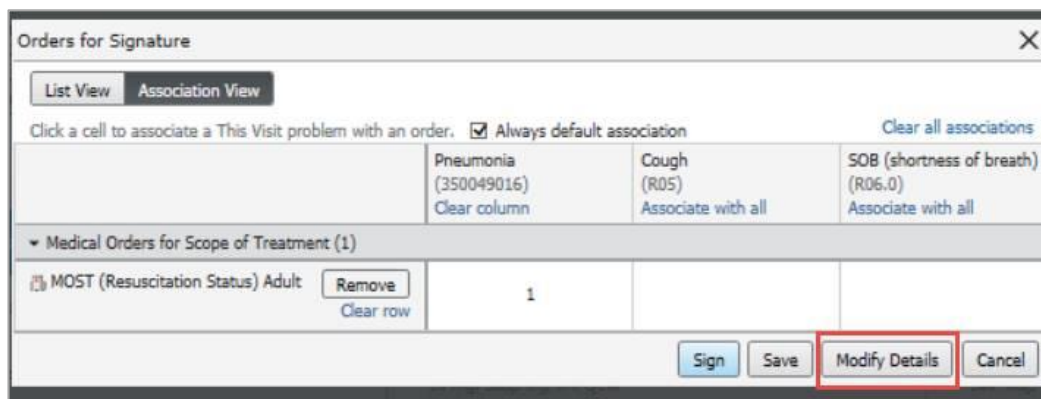 Orders for Signature
List View Association View
Click a cell to associate a This Visit problem with an order. Always default association Clear all associations
Pneumonia Cough SOB (shortness of breath)
(350049016) (R05) (R06.0)
Clear column Associate with all Associate with all
Medical Orders for Scope of Treatment (1)
MOST (Resuscitation Status) Adult Remove 1
Clear row
Sign Save Modify Details Cancel